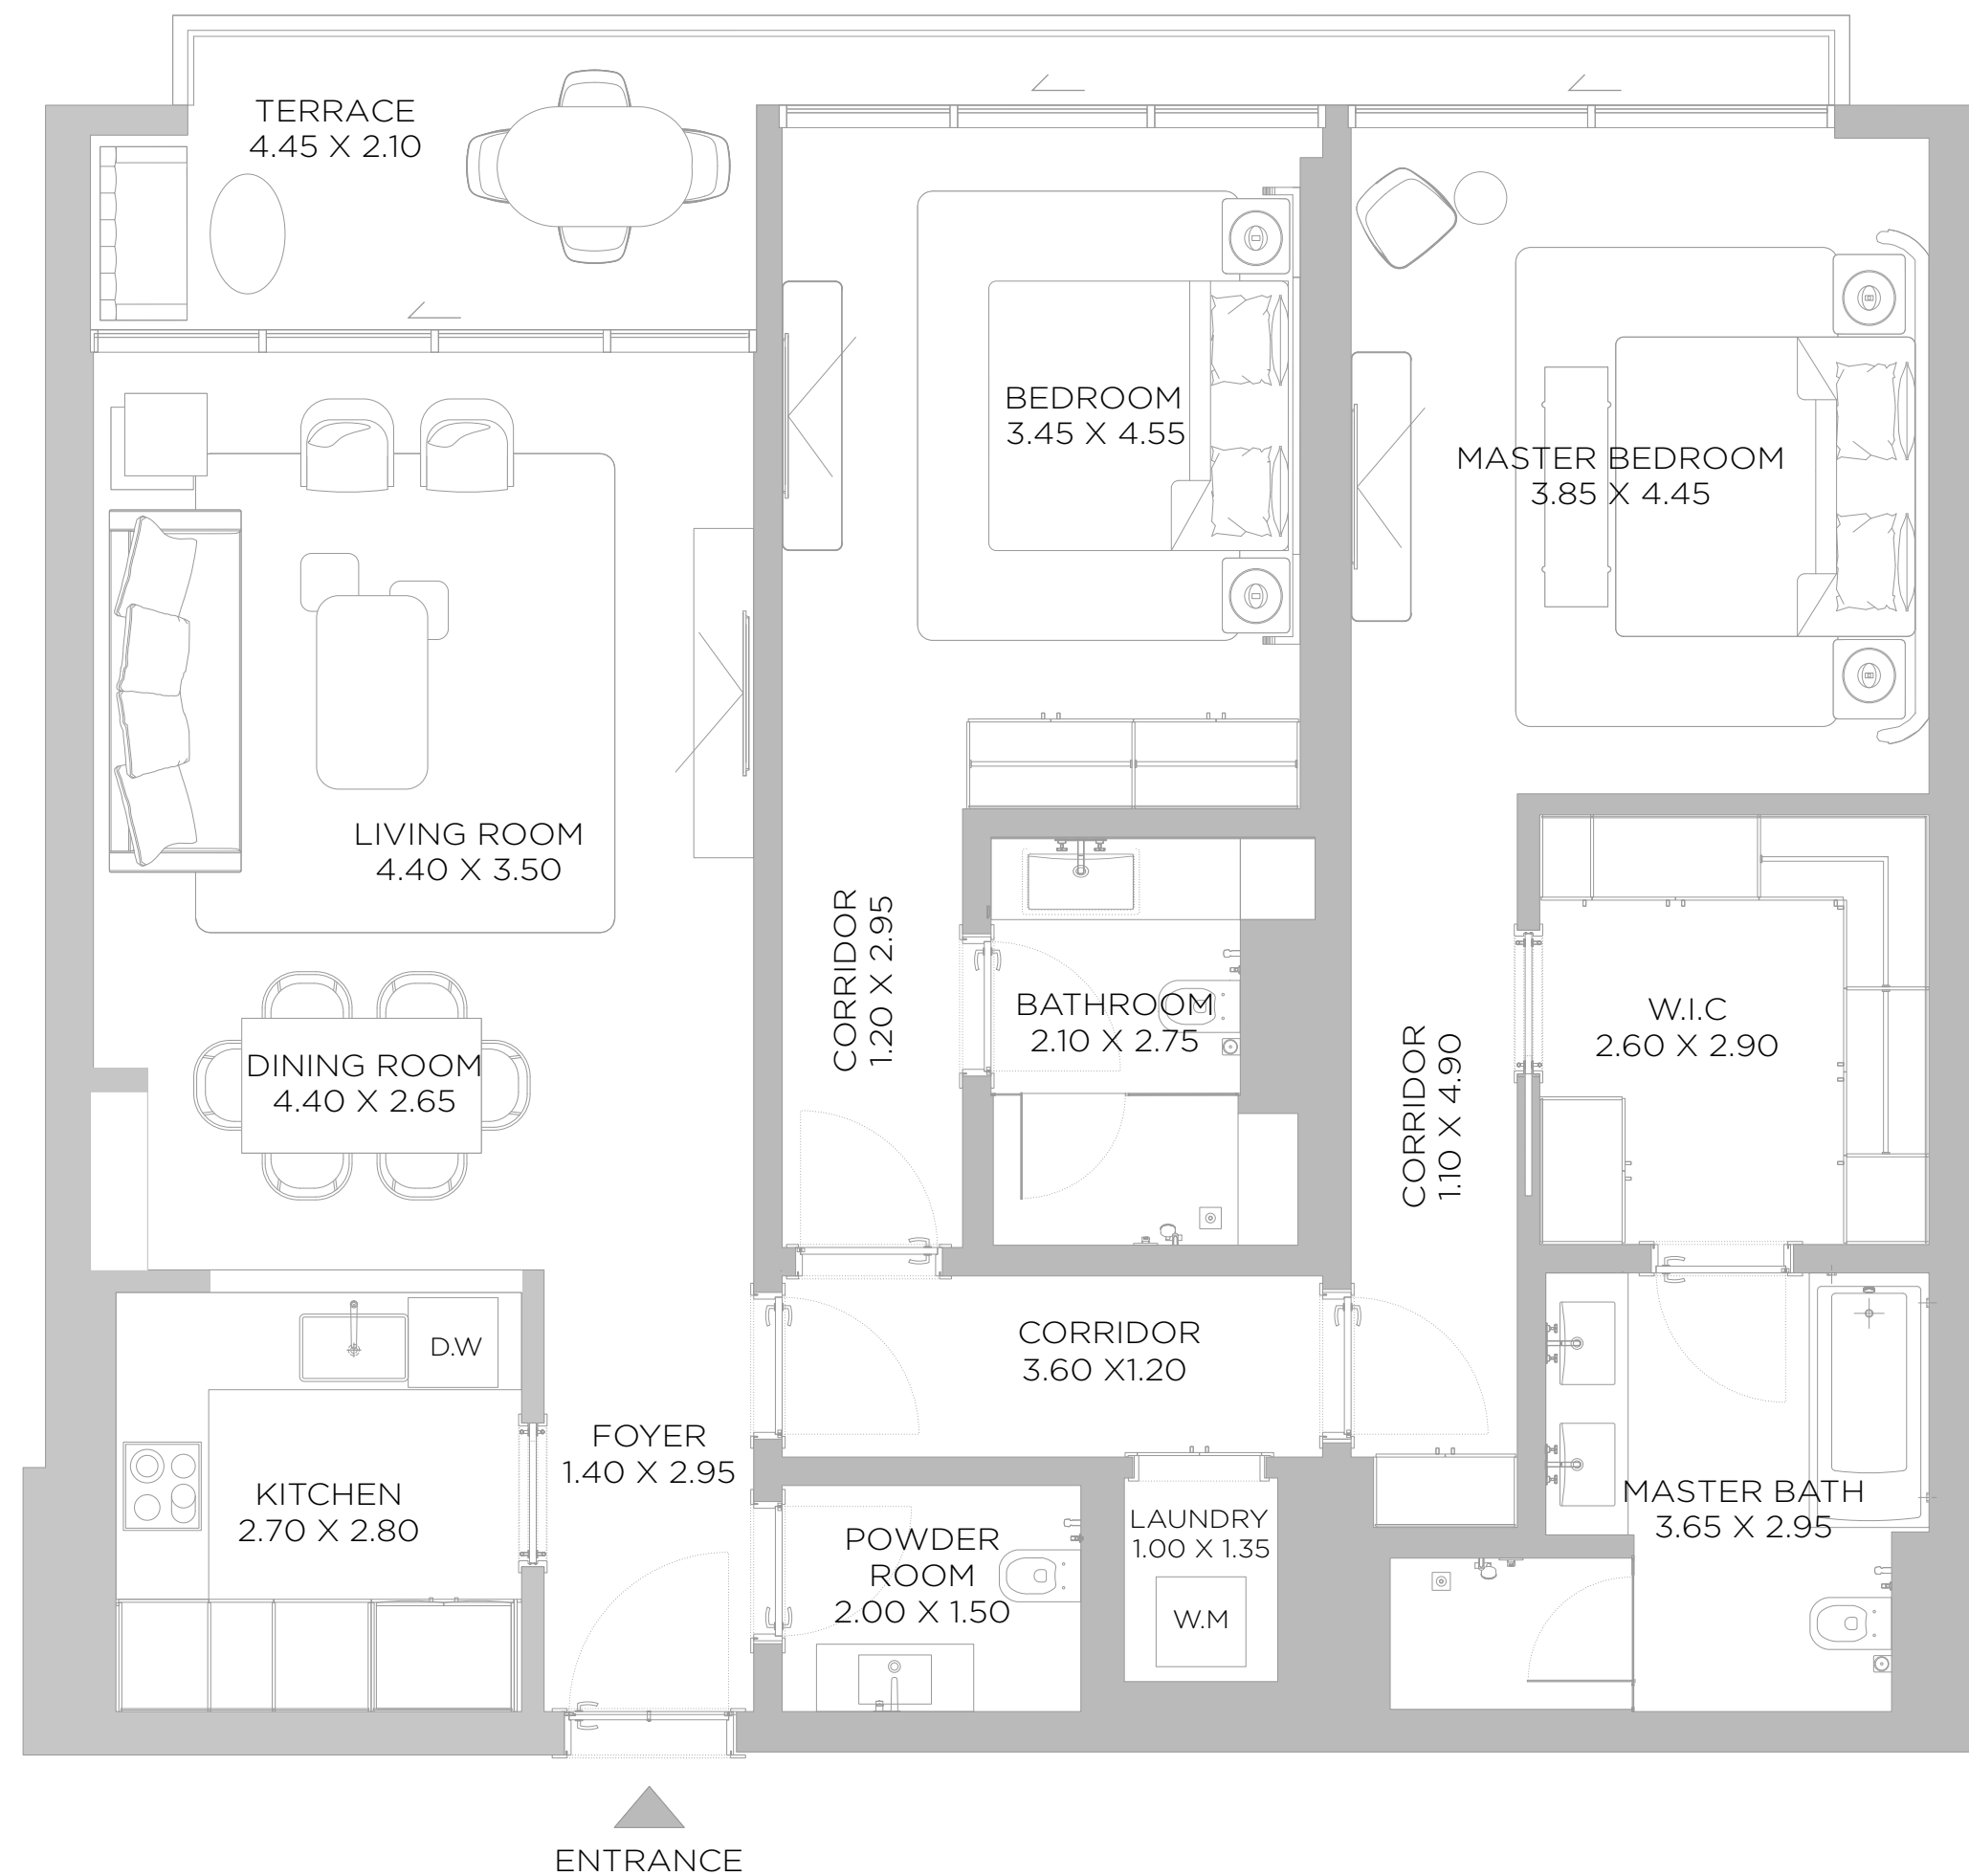 TERRACE
4.45 X 2.10
BEDROOM
3.45 X 4.55
MASTER BEDROOM
3.85 X 4.45
LIVING ROOM
4.40 X 3.50
CORRIDOR
1.20 X 2.95
BATHROOM
2.10 X 2.75
W.I.C
2.60 X 2.90
DINING ROOM
4.40 X 2.65
CORRIDOR
1.10 X 4.90
D.W
CORRIDOR
3.60 X1.20
FOYER
1.40 X 2.95
KITCHEN
2.70 X 2.80
MASTER BATH
3.65 X 2.95
LAUNDRY
1.00 X 1.35
POWDER
ROOM
2.00 X 1.50
W.M
ENTRANCE